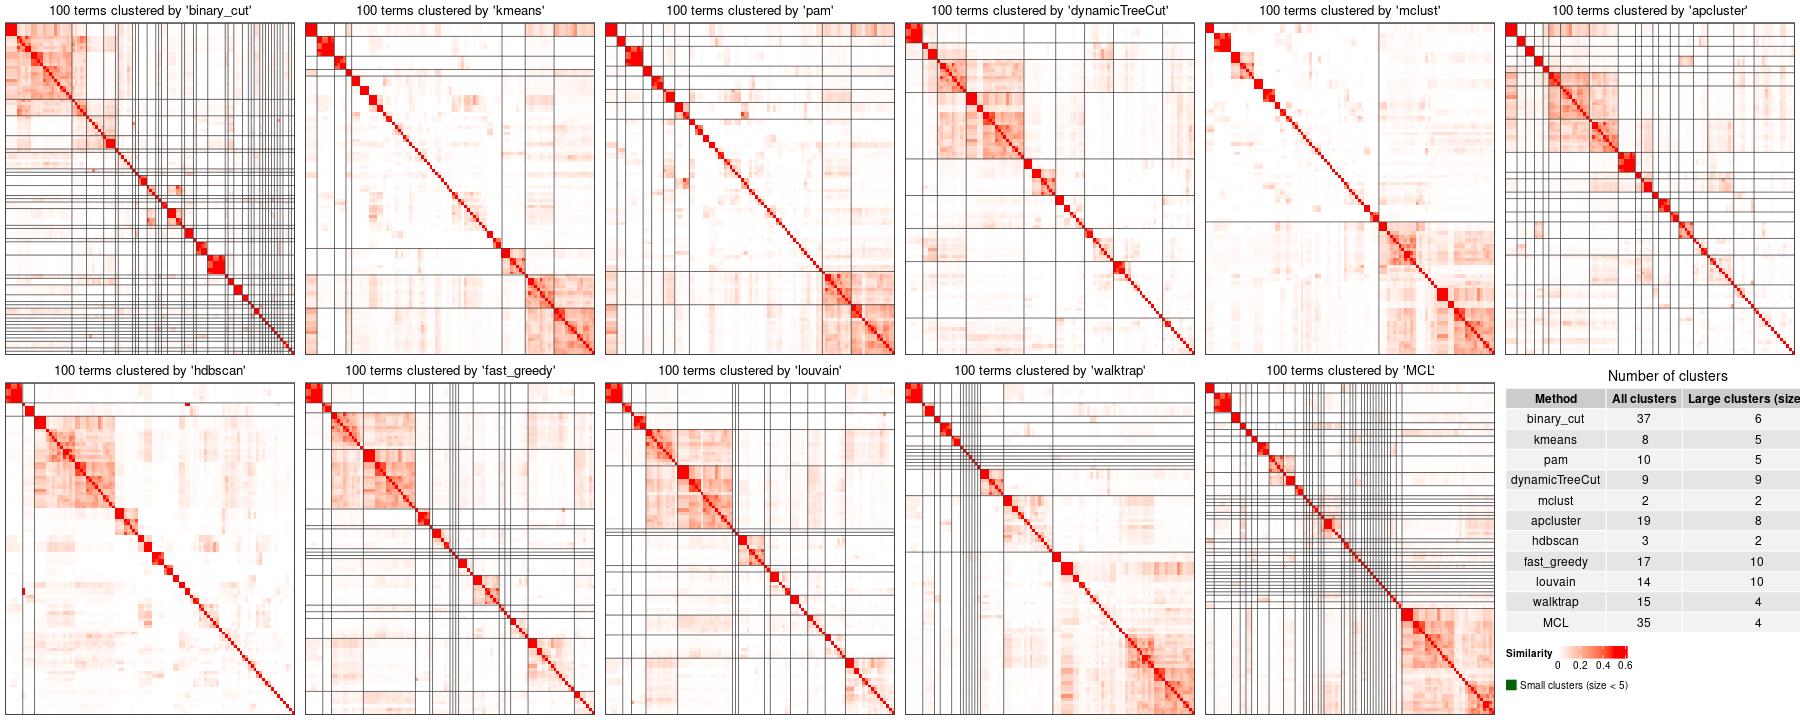 100 terms clustered by 'binary_cut'
100 terms clustered by 'kmeans'
100 terms clustered by 'pam'
100 terms clustered by 'dynamicTreeCut'
100 terms clustered by 'mclust'
100 terms clustered by 'apcluster'
100 terms clustered by 'hdbscan'
100 terms clustered by 'fast_greedy'
100 terms clustered by 'louvain'
100 terms clustered by 'walktrap'
100 terms clustered by 'MCL'
Number of clusters
Method All clusters Large clusters (size
binary_cut 37 6
kmeans 8 5
pam 10 5
dynamicTreeCut 9 9
mclust 2 2
apcluster 19 8
hdbscan 3 2
fast_greedy 17 10
louvain 14 10
walktrap 15 4
MCL 35 4
Similarity
0 0.2 0.4 0.6
Small clusters (size < 5)